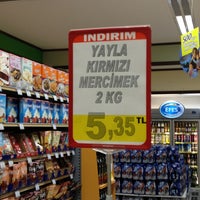 İNDİRİM
YAYLA
KIRMIZI
MERCİMEK
2 KG
5,35 TL
EFES